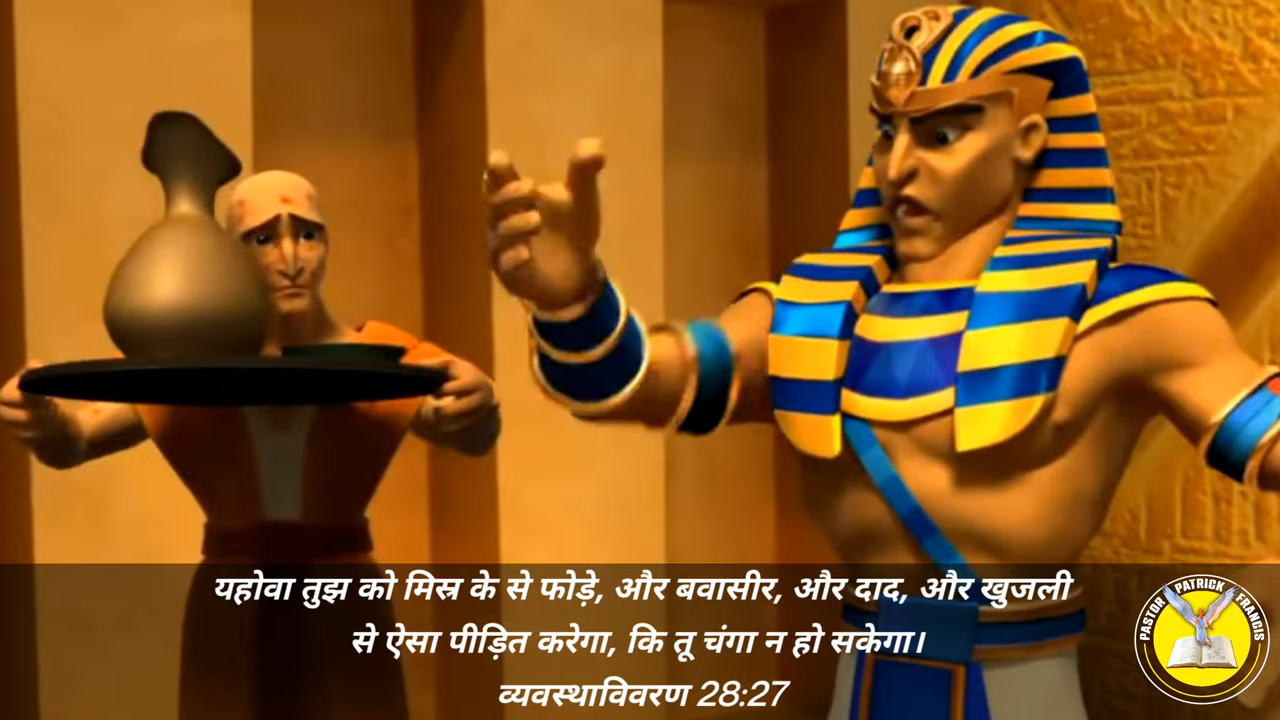 यहोवा तुझ को मिस्र के से फोड़े, और बवासीर, और दाद, और खुजली
से ऐसा पीड़ित करेगा, कि तू चंगा न हो सकेगा।
व्यवस्थाविवरण 28:27
PASTOR PATRICK FRANCIS